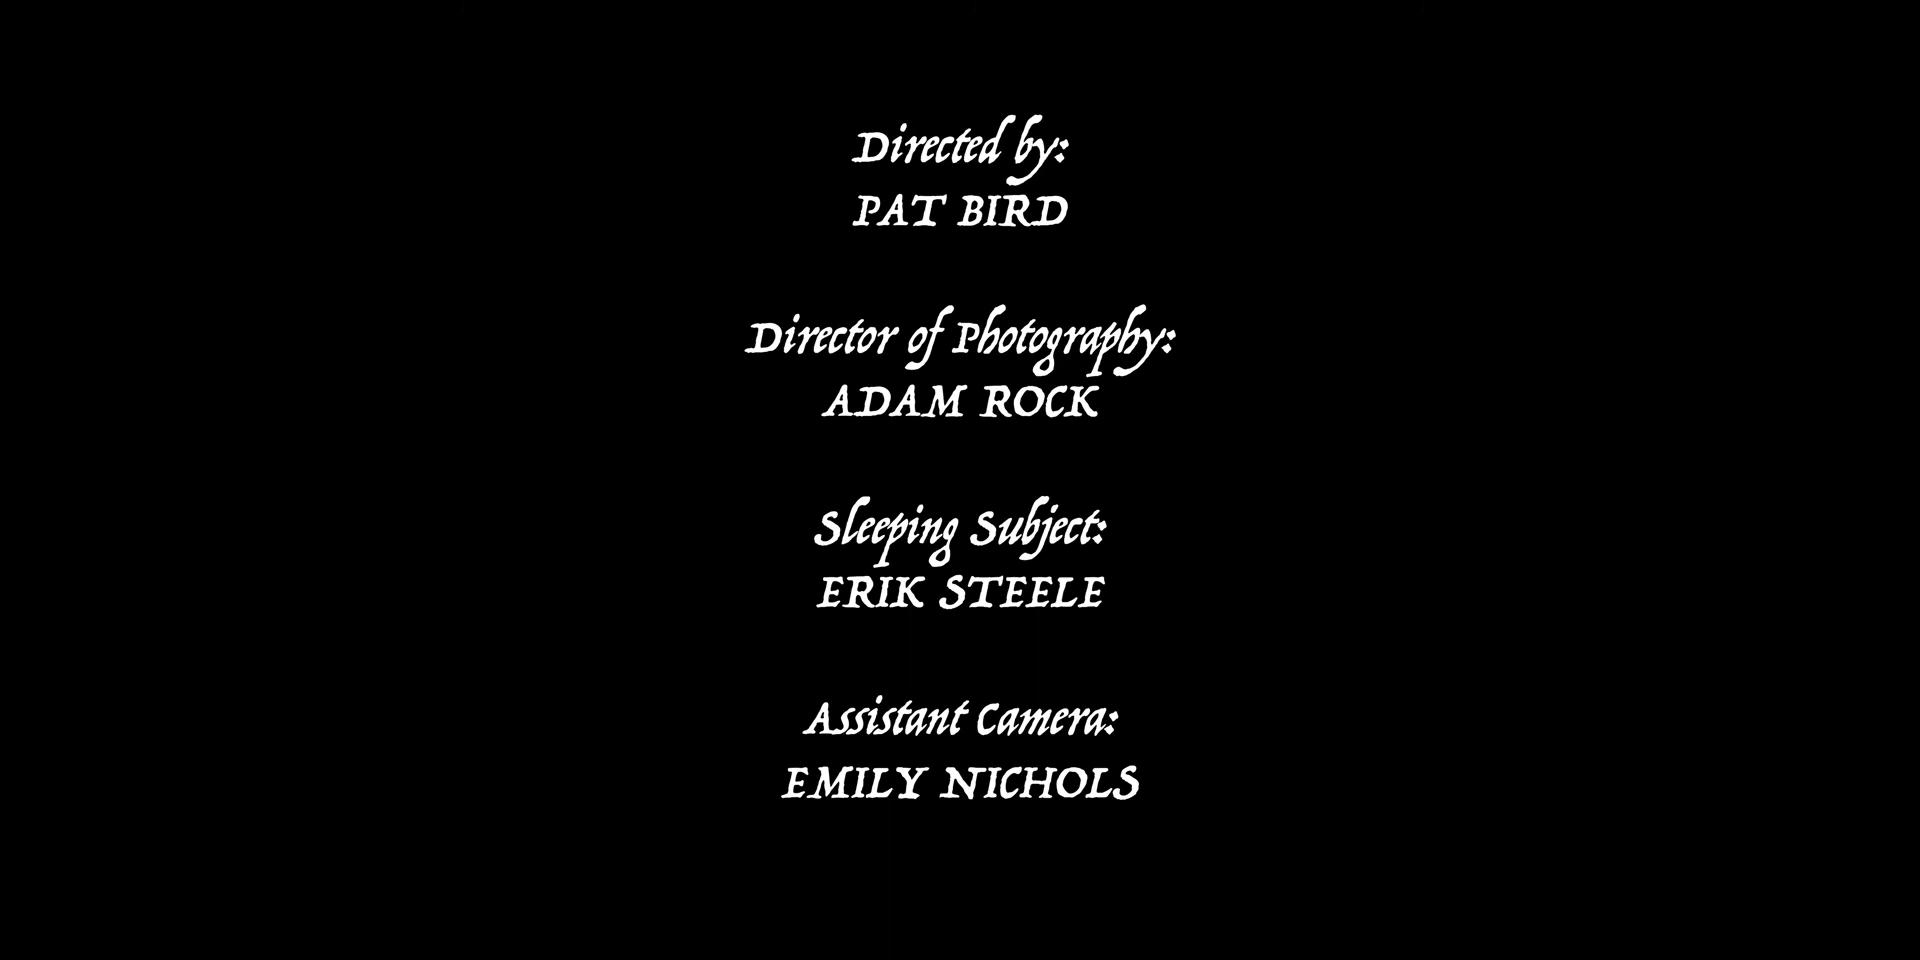 Directed by:
PAT BIRD
Director of Photography:
ADAM ROCK
Sleeping Subject:
ERIK STEELE
Assistant Camera:
EMILY NICHOLS